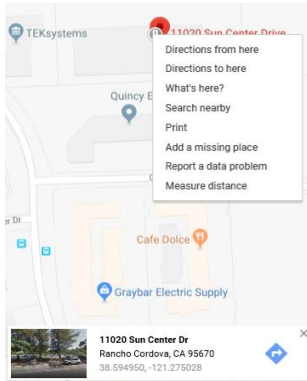 TEKsystems
11020 Sun Center Drive
Directions from here
Directions to here
What's here?
Search nearby
Print
Add a missing place
Report a data problem
Measure distance
Quincy E
er Dr
Cafe Dolce
Graybar Electric Supply
11020 Sun Center Dr
Rancho Cordova, CA 95670
38.594950, -121.275028